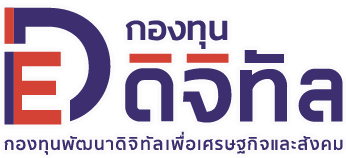 DE
กองทุน
ดิจิทัล
กองทุนพัฒนาดิจิทัลเพื่อเศรษฐกิจและสังคม